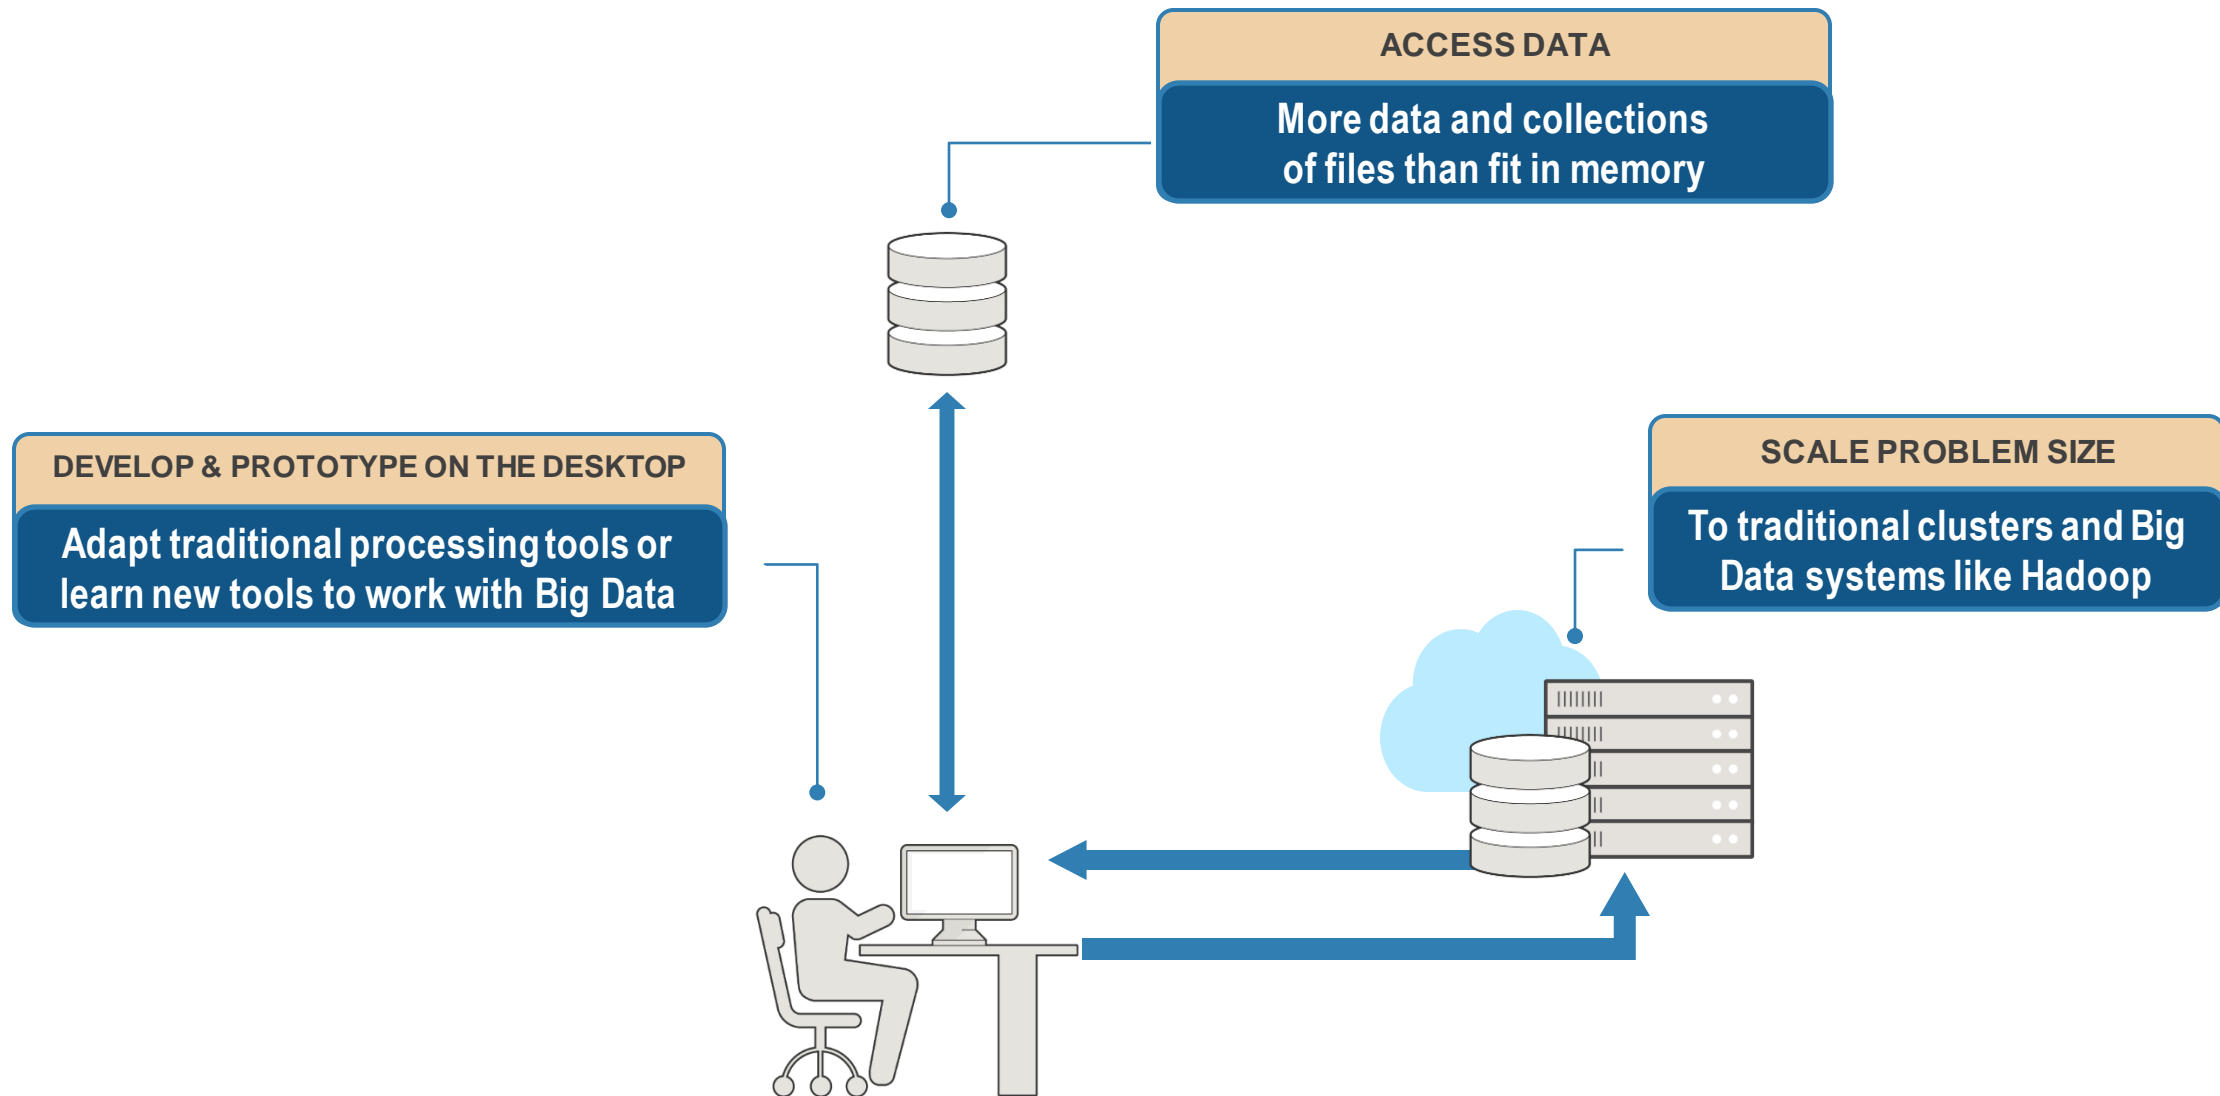 ACCESS DATA
More data and collections
of files than fit in memory
DEVELOP & PROTOTYPE ON THE DESKTOP
Adapt traditional processing tools or
learn new tools to work with Big Data
SCALE PROBLEM SIZE
To traditional clusters and Big
Data systems like Hadoop